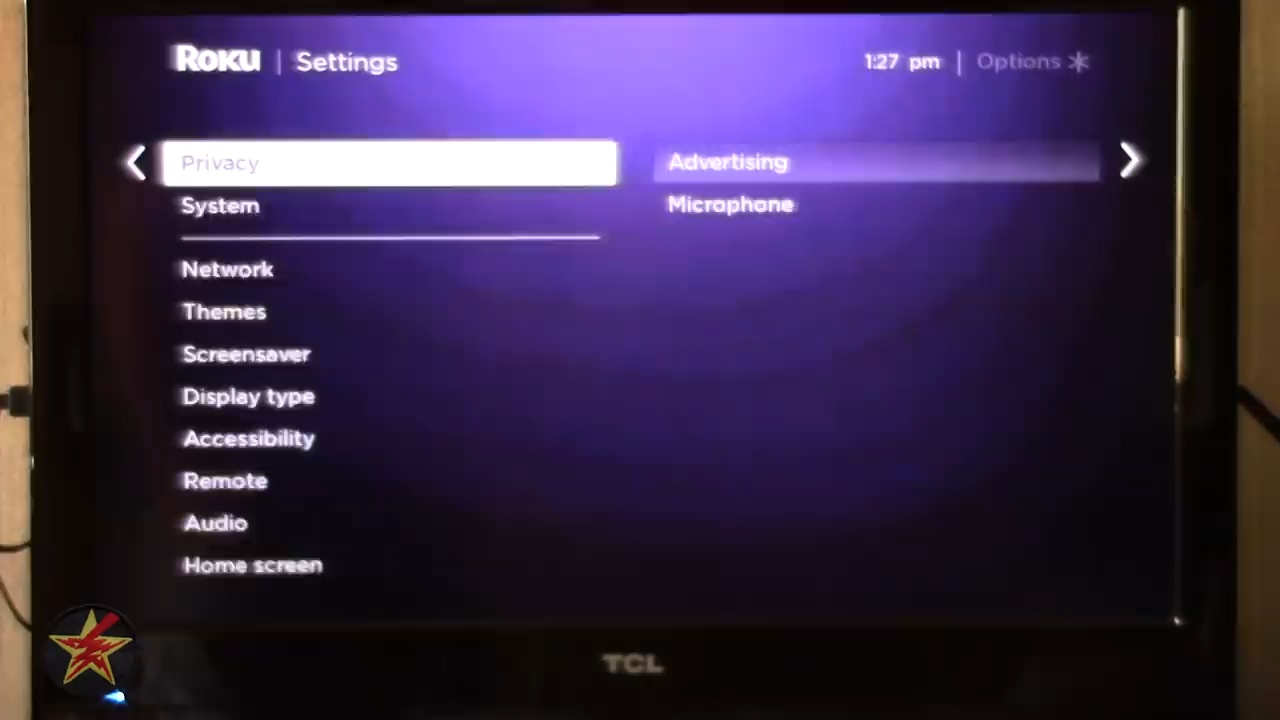 Roku | Settings
1:27 pm | Options
Privacy
Advertising
System
Microphone
Network
Themes
Screensaver
Display type
Accessibility
Remote
Audio
Home screen
TCL